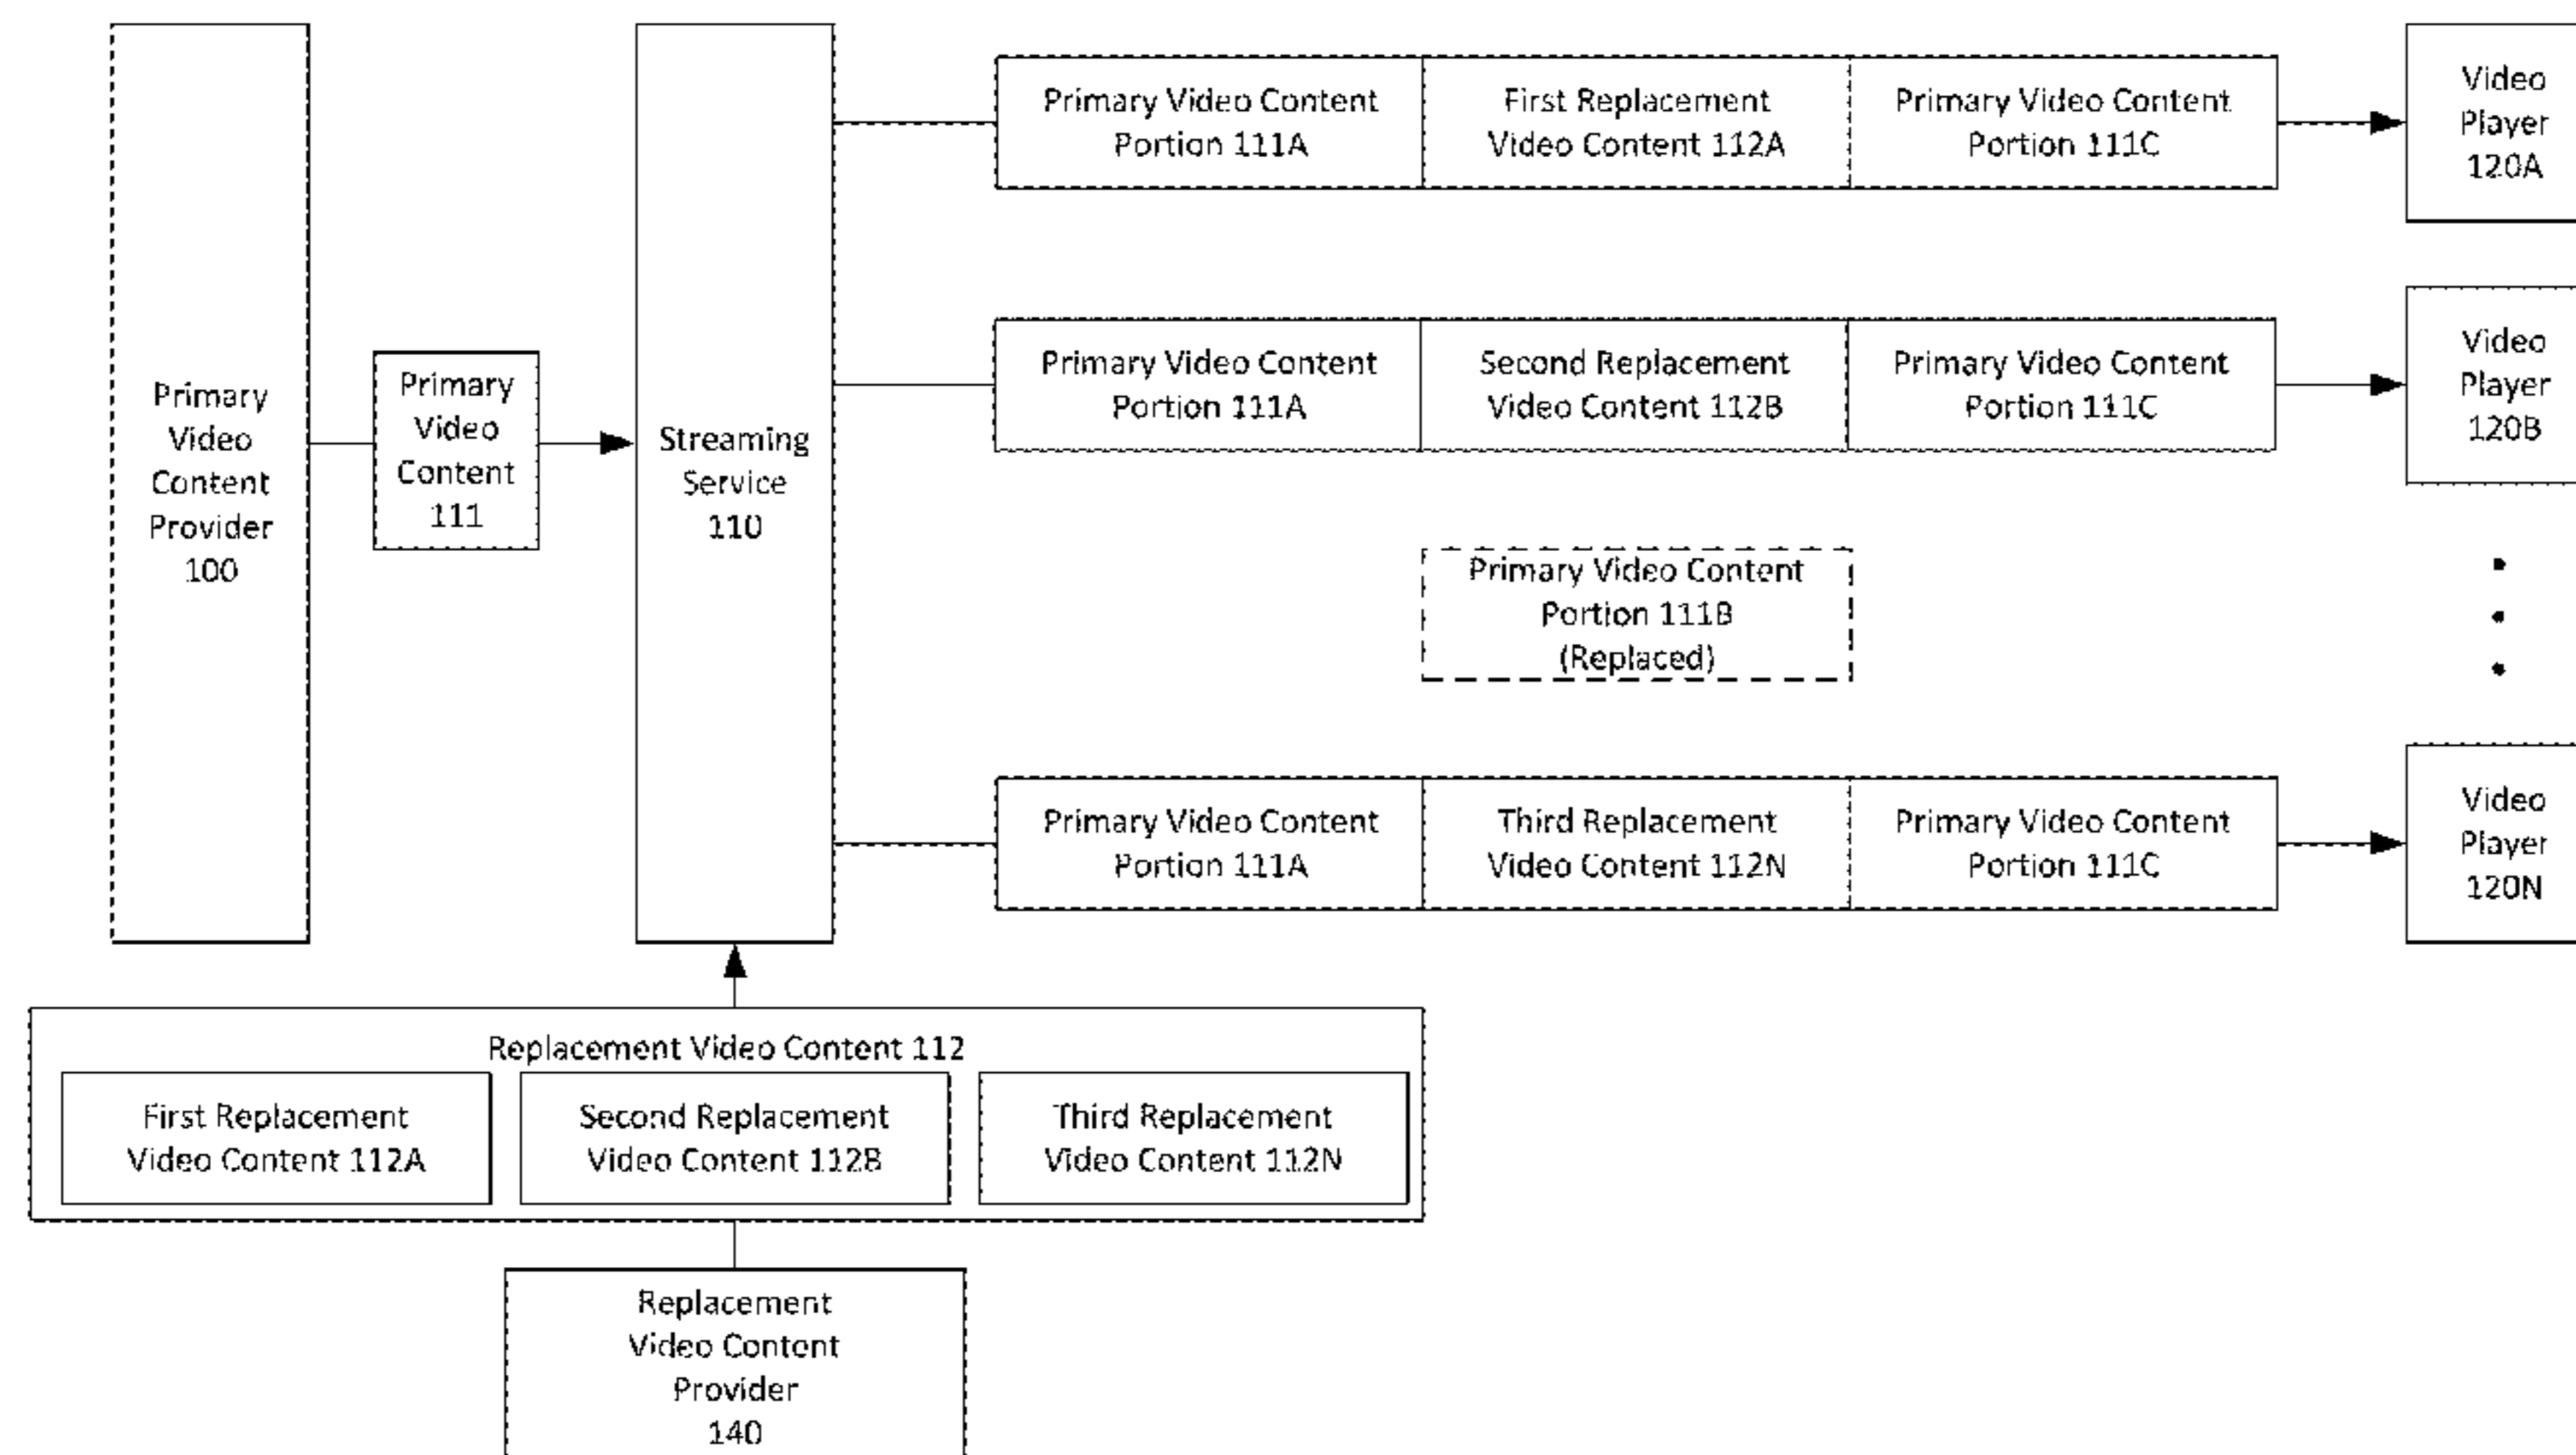 Primary
Video
Content
Provider
100
Primary
Video
Content
111
Streaming
Service
110
Primary Video Content
Portion 111A
First Replacement
Video Content 112A
Primary Video Content
Portion 111C
Video
Player
120A
Primary Video Content
Portion 111A
Second Replacement
Video Content 112B
Primary Video Content
Portion 111C
Video
Player
120B
Primary Video Content
Portion 111B
(Replaced)
Primary Video Content
Portion 111A
Third Replacement
Video Content 112N
Primary Video Content
Portion 111C
Video
Player
120N
Replacement Video Content 112
First Replacement
Video Content 112A
Second Replacement
Video Content 112B
Third Replacement
Video Content 112N
Replacement
Video Content
Provider
140